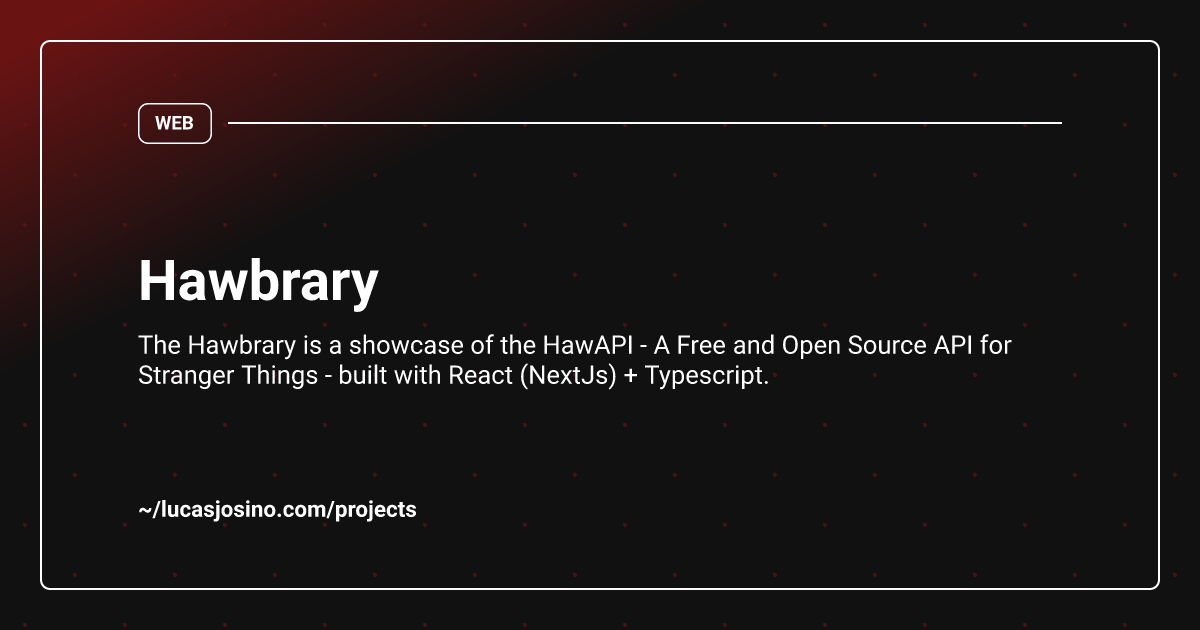 WEB
Hawbrary
The Hawbrary is a showcase of the HawAPI - A Free and Open Source API for
Stranger Things - built with React (NextJs) + Typescript.
~/lucasjosino.com/projects